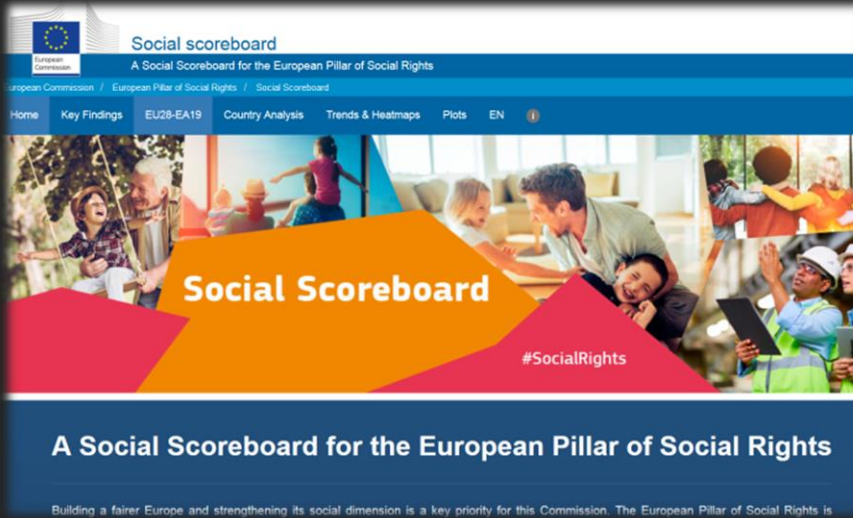 European
Commission
Social scoreboard
A Social Scoreboard for the European Pillar of Social Rights
European Commission / European Pillar of Social Rights / Social Scoreboard
Home Key Findings EU28-EA19 Country Analysis Trends & Heatmaps Plots EN i
Social Scoreboard
#SocialRights
A Social Scoreboard for the European Pillar of Social Rights
Building a fairer Europe and strengthening its social dimension is a key priority for this Commission. The European Pillar of Social Rights is